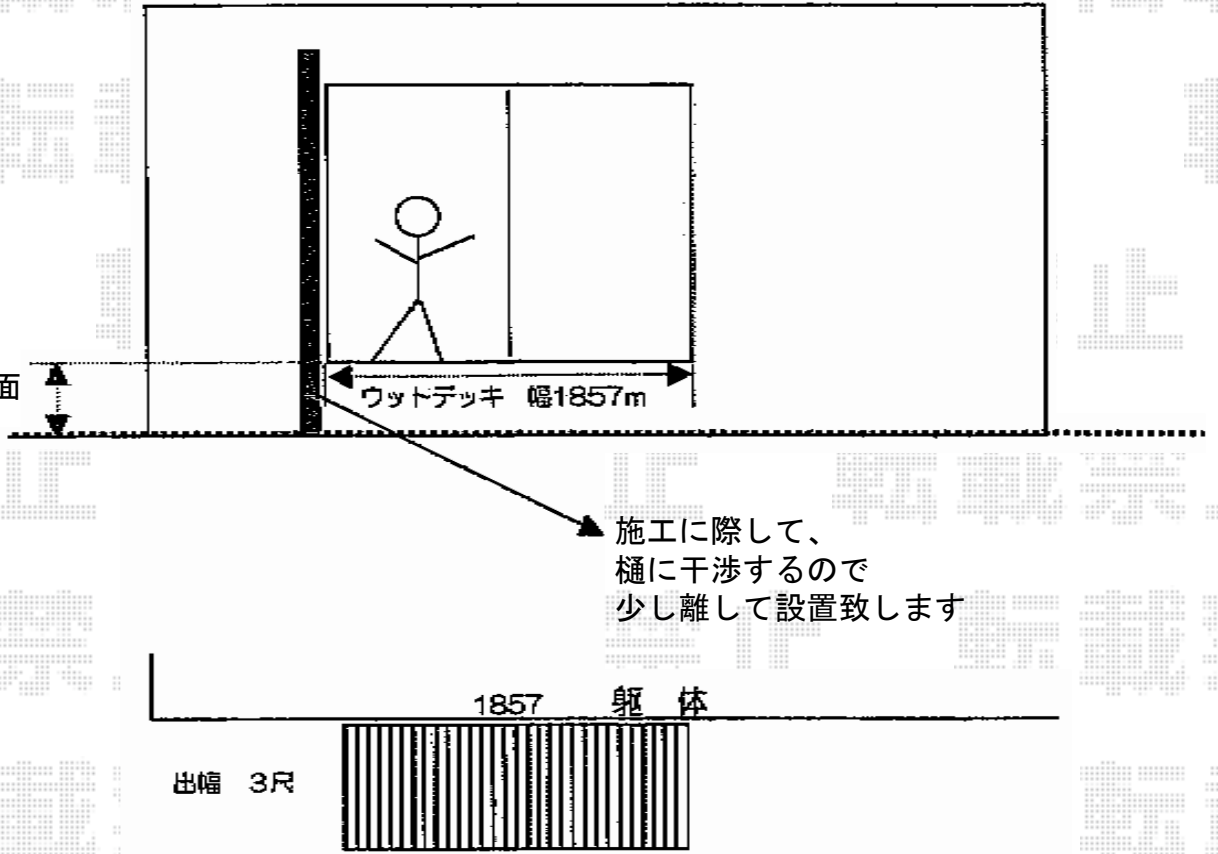 面
ウットデッキ 幅1857m
施工に際して、
樋に干渉するので
少し離して設置致します
1857 躯 体
出幅 3尺